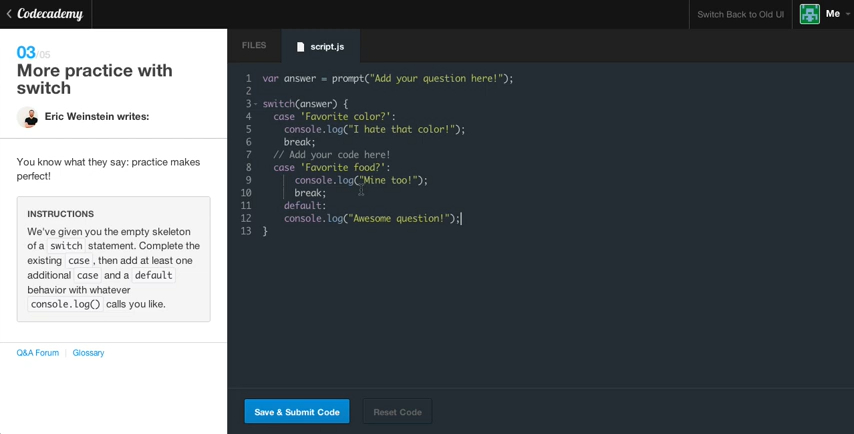 Codecademy
Switch Back to Old UI
Me
03/05
More practice with
switch
Eric Weinstein writes:
You know what they say: practice makes
perfect!
INSTRUCTIONS
We've given you the empty skeleton
of a switch statement. Complete the
existing case, then add at least one
additional case and a default
behavior with whatever
console.log() calls you like.
Q&A Forum | Glossary
FILES
script.js
1 var answer = prompt("Add your question here!");
2
3 switch(answer) {
4 case 'Favorite color?':
5 console.log("I hate that color!");
6 break;
7 // Add your code here!
8 case 'Favorite food?':
9 console.log("Mine too!");
10 break;
11 default:
12 console.log("Awesome question!");
13 }
Save & Submit Code
Reset Code